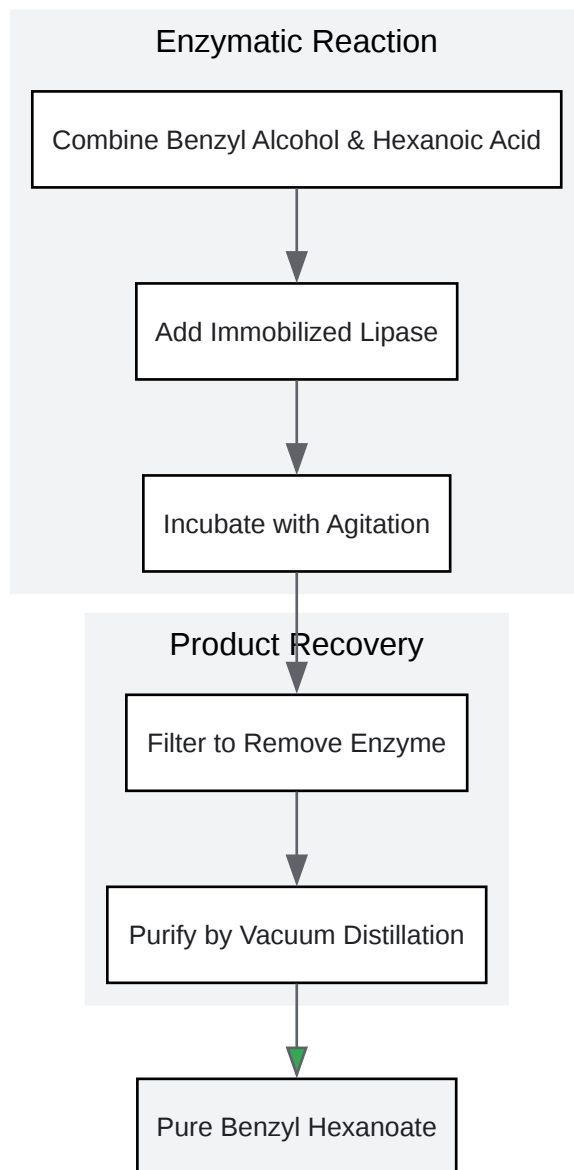 Enzymatic Reaction
Combine Benzyl Alcohol & Hexanoic Acid
Add Immobilized Lipase
Incubate with Agitation
Product Recovery
Filter to Remove Enzyme
Purify by Vacuum Distillation
Pure Benzyl Hexanoate